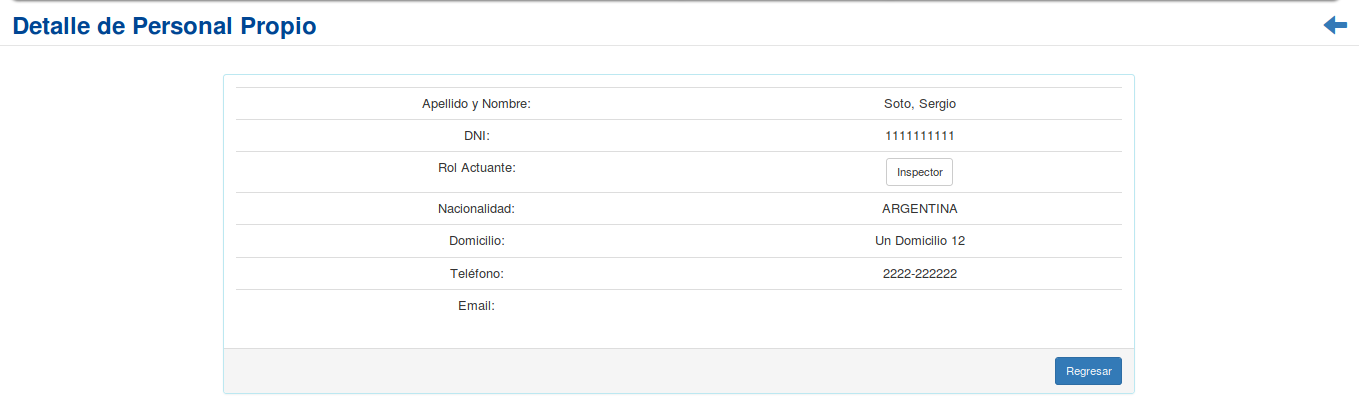 Detalle de Personal Propio
Apellido y Nombre: Soto, Sergio
DNI: 1111111111
Rol Actuante: Inspector
Nacionalidad: ARGENTINA
Domicilio: Un Domicilio 12
Teléfono: 2222-222222
Email:
Regresar